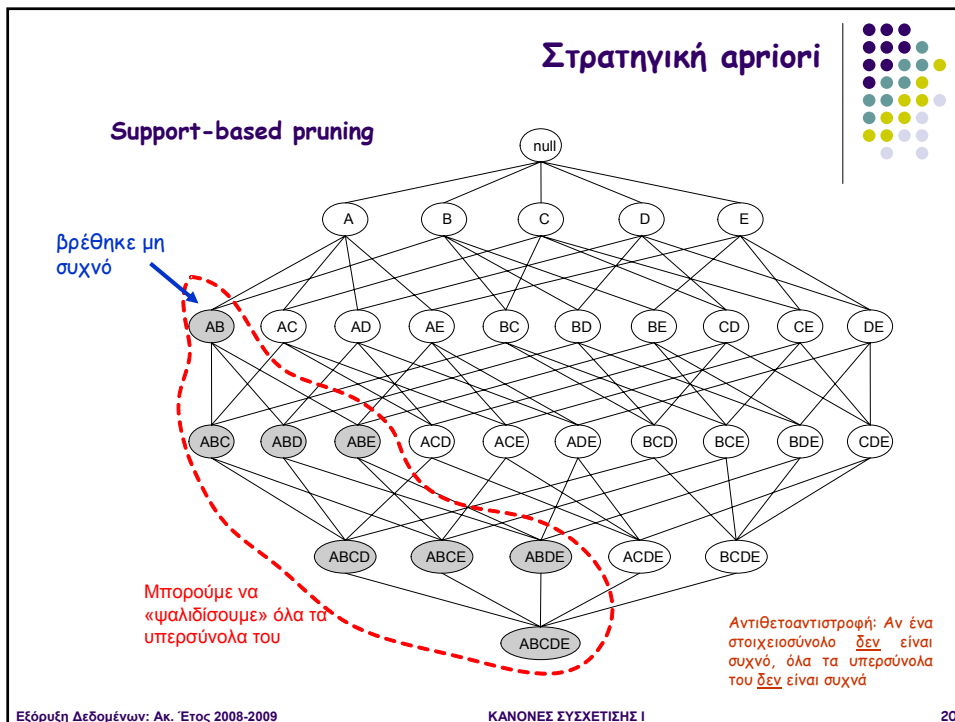 Στρατηγική apriori
Support-based pruning
null
A B C D E
βρέθηκε μη
συχνό
AB AC AD AE BC BD BE CD CE DE
ABC ABD ABE ACD ACE ADE BCD BCE BDE CDE
ABCD ABCE ABDE ACDE BCDE
Μπορούμε να
«ψαλιδίσουμε» όλα τα
υπερσύνολα του
ABCDE
Αντιθετοαντιστροφή: Αν ένα
στοιχειοσύνολο δεν είναι
συχνό, όλα τα υπερσύνολα
του δεν είναι συχνά
Εξόρυξη Δεδομένων: Ακ. Έτος 2008-2009 ΚΑΝΟΝΕΣ ΣΥΣΧΕΤΙΣΗΣ Ι 20